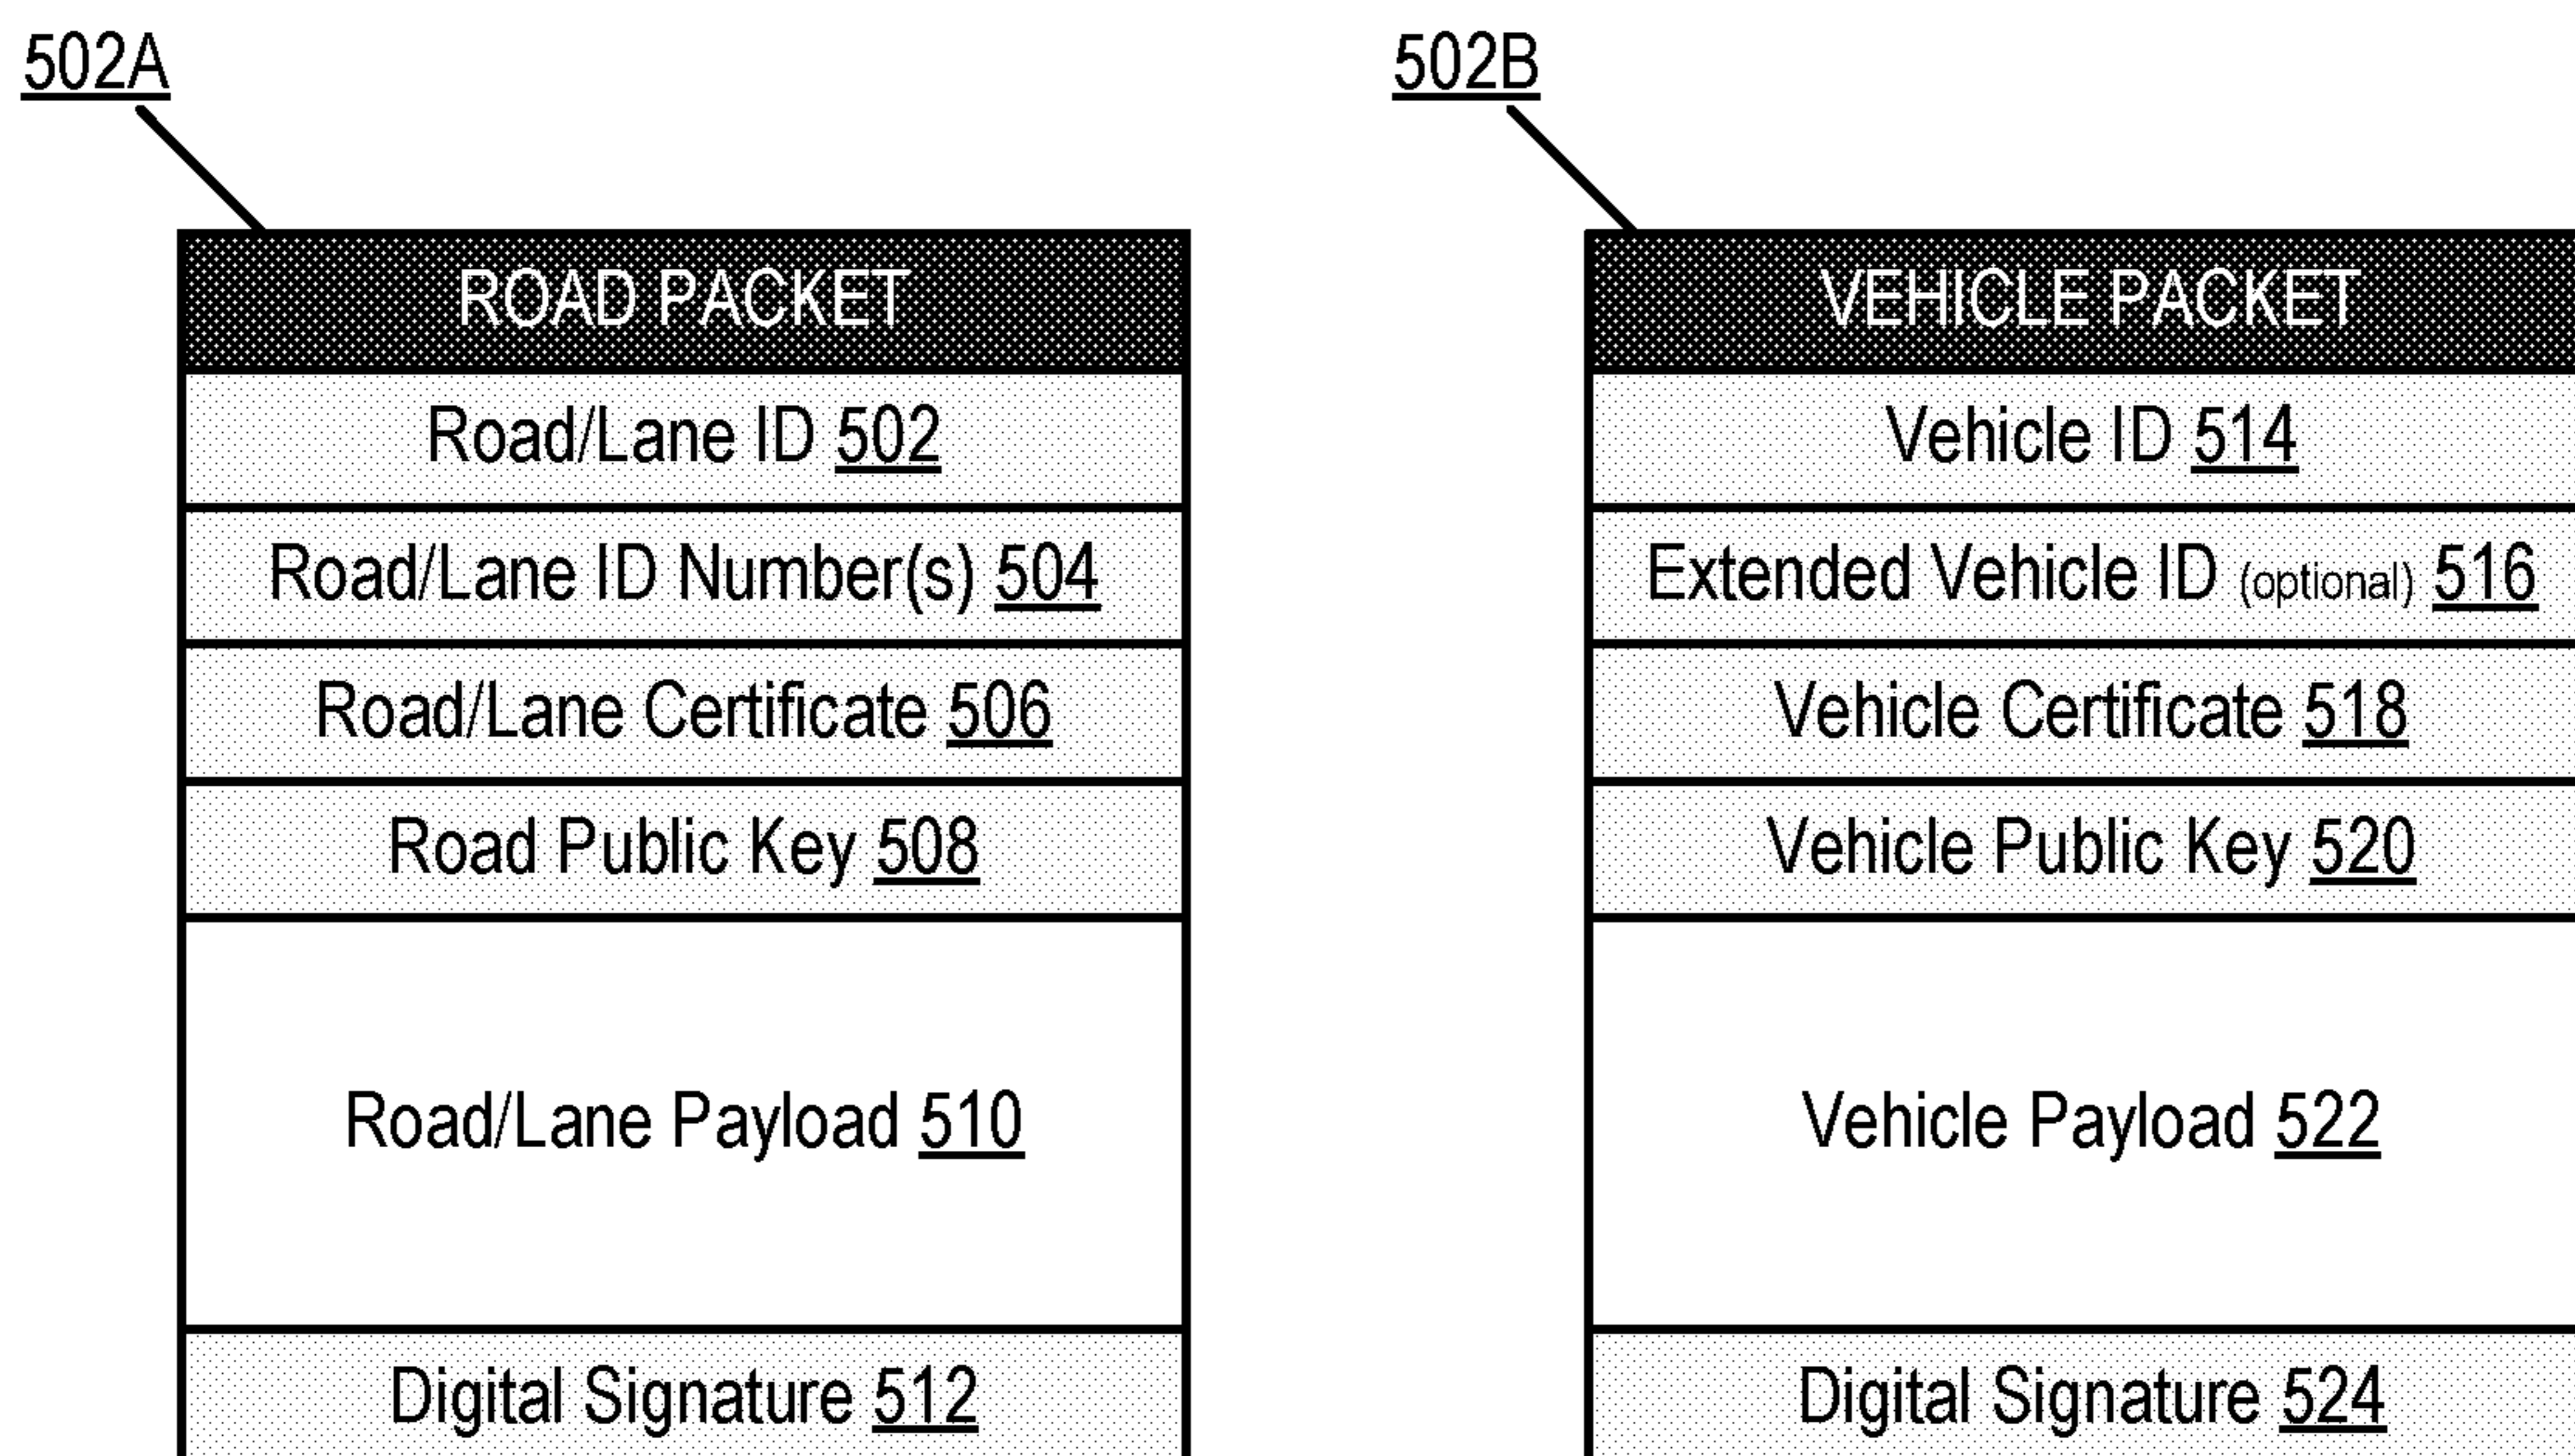 502A
ROAD PACKET
Road/Lane ID 502
Road/Lane ID Number(s) 504
Road/Lane Certificate 506
Road Public Key 508
Road/Lane Payload 510
Digital Signature 512
502B
VEHICLE PACKET
Vehicle ID 514
Extended Vehicle ID (optional) 516
Vehicle Certificate 518
Vehicle Public Key 520
Vehicle Payload 522
Digital Signature 524